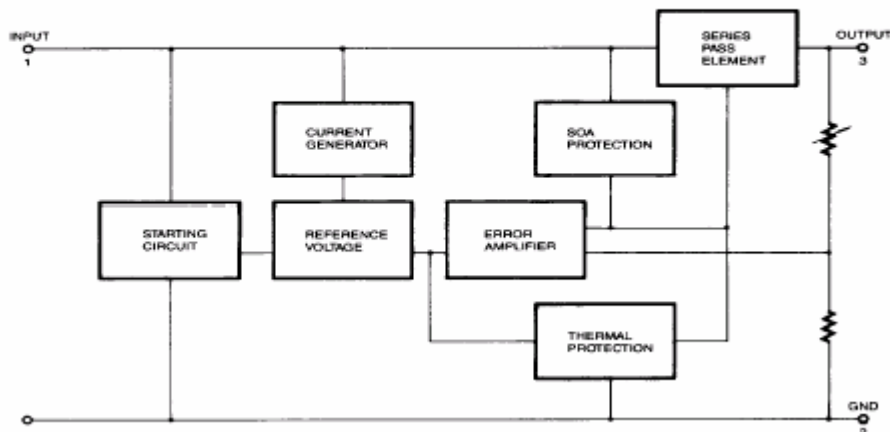 INPUT
1
SERIES
PASS
ELEMENT
OUTPUT
3
CURRENT
GENERATOR
SOA
PROTECTION
STARTING
CIRCUIT
REFERENCE
VOLTAGE
ERROR
AMPLIFIER
THERMAL
PROTECTION
GND